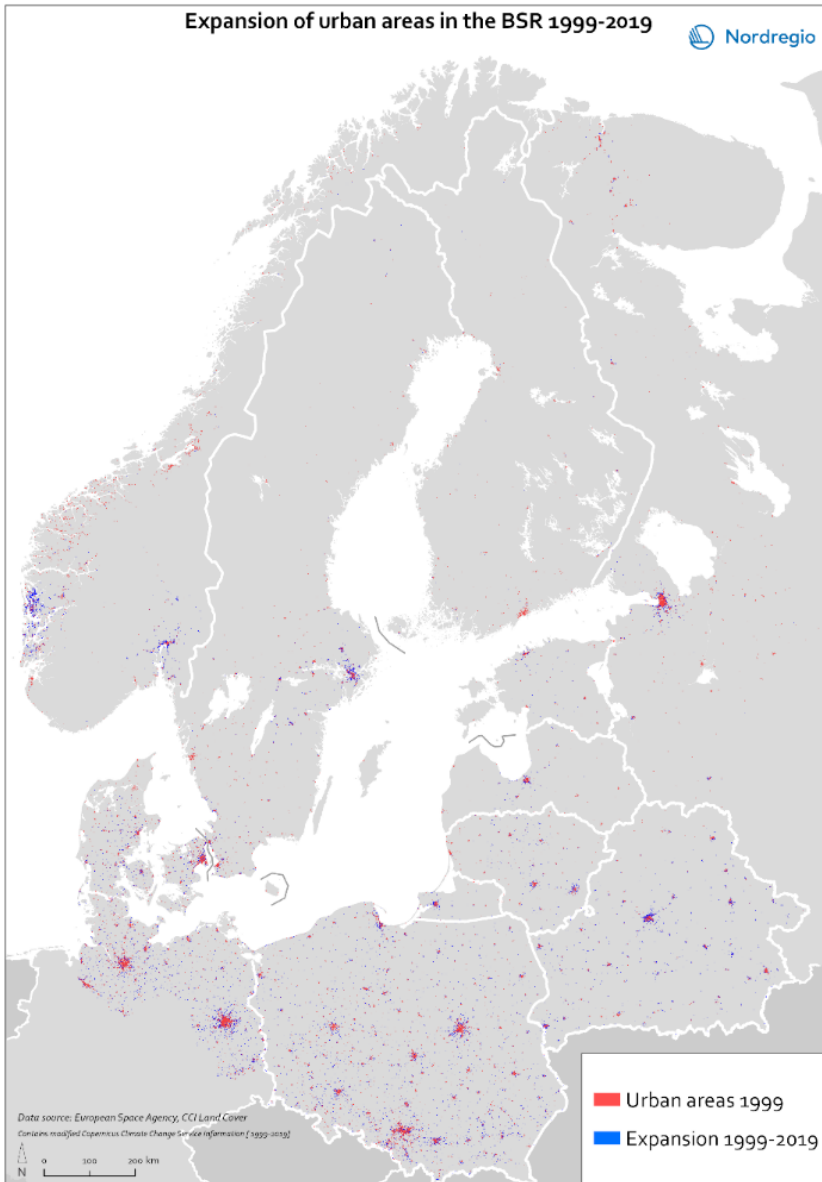 Expansion of urban areas in the BSR 1999-2019
Nordregio
Urban areas 1999
Expansion 1999-2019
Data source: European Space Agency, CCI Land Cover
Contains modified Copernicus Climate Change Service information [ 1999-2019]
N
0 100 200 km